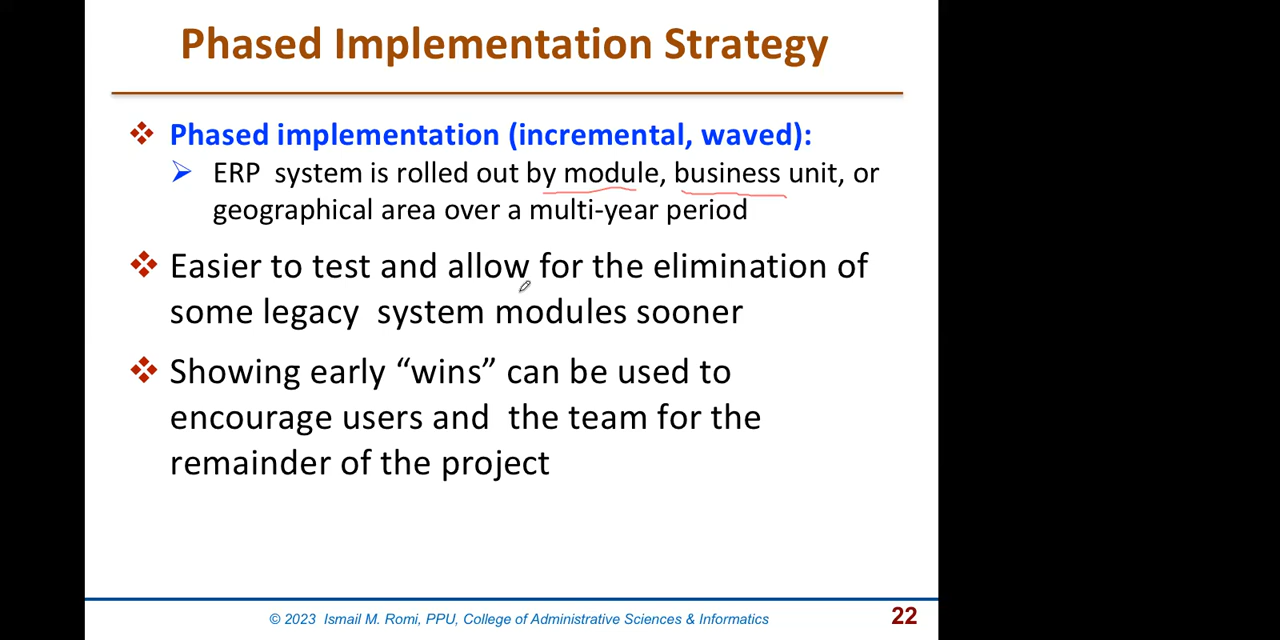 Phased Implementation Strategy
Phased implementation (incremental, waved):
ERP system is rolled out by module, business unit, or
geographical area over a multi-year period
Easier to test and allow for the elimination of
some legacy system modules sooner
Showing early “wins” can be used to
encourage users and the team for the
remainder of the project
© 2023 Ismail M. Romi, PPU, College of Administrative Sciences & Informatics
22